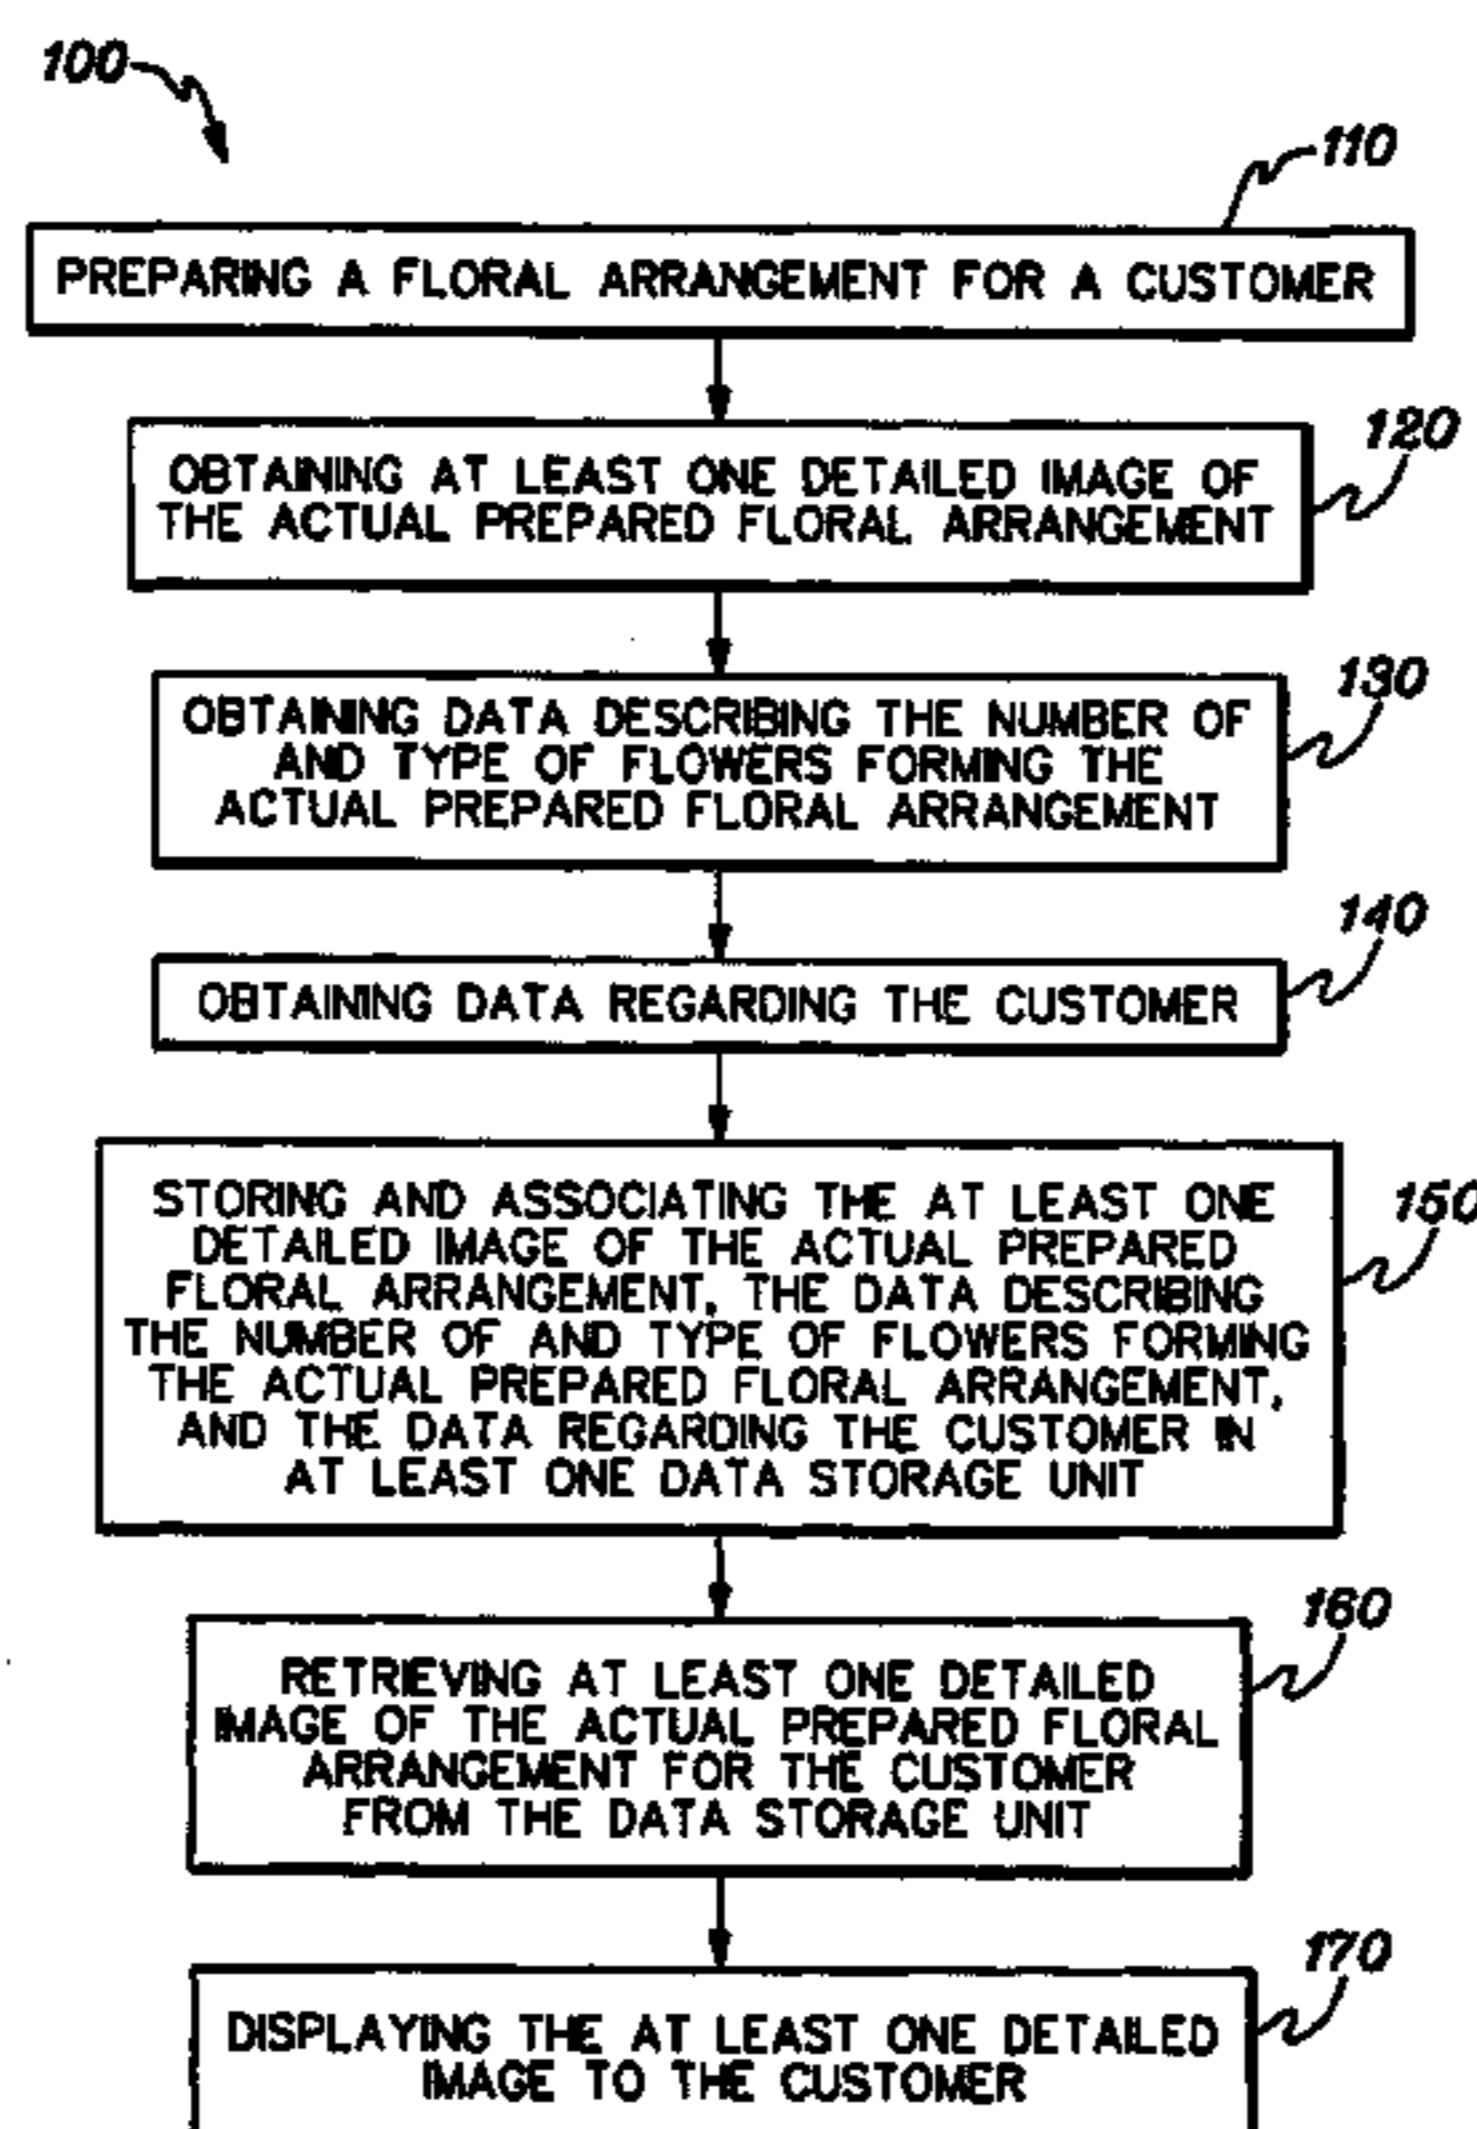 100
110
PREPARING A FLORAL ARRANGEMENT FOR A CUSTOMER
120
OBTAINING AT LEAST ONE DETAILED IMAGE OF
THE ACTUAL PREPARED FLORAL ARRANGEMENT
130
OBTAINING DATA DESCRIBING THE NUMBER OF
AND TYPE OF FLOWERS FORMING THE
ACTUAL PREPARED FLORAL ARRANGEMENT
140
OBTAINING DATA REGARDING THE CUSTOMER
150
STORING AND ASSOCIATING THE AT LEAST ONE
DETAILED IMAGE OF THE ACTUAL PREPARED
FLORAL ARRANGEMENT, THE DATA DESCRIBING
THE NUMBER OF AND TYPE OF FLOWERS FORMING
THE ACTUAL PREPARED FLORAL ARRANGEMENT,
AND THE DATA REGARDING THE CUSTOMER IN
AT LEAST ONE DATA STORAGE UNIT
160
RETRIEVING AT LEAST ONE DETAILED
IMAGE OF THE ACTUAL PREPARED FLORAL
ARRANGEMENT FOR THE CUSTOMER
FROM THE DATA STORAGE UNIT
170
DISPLAYING THE AT LEAST ONE DETAILED
IMAGE TO THE CUSTOMER